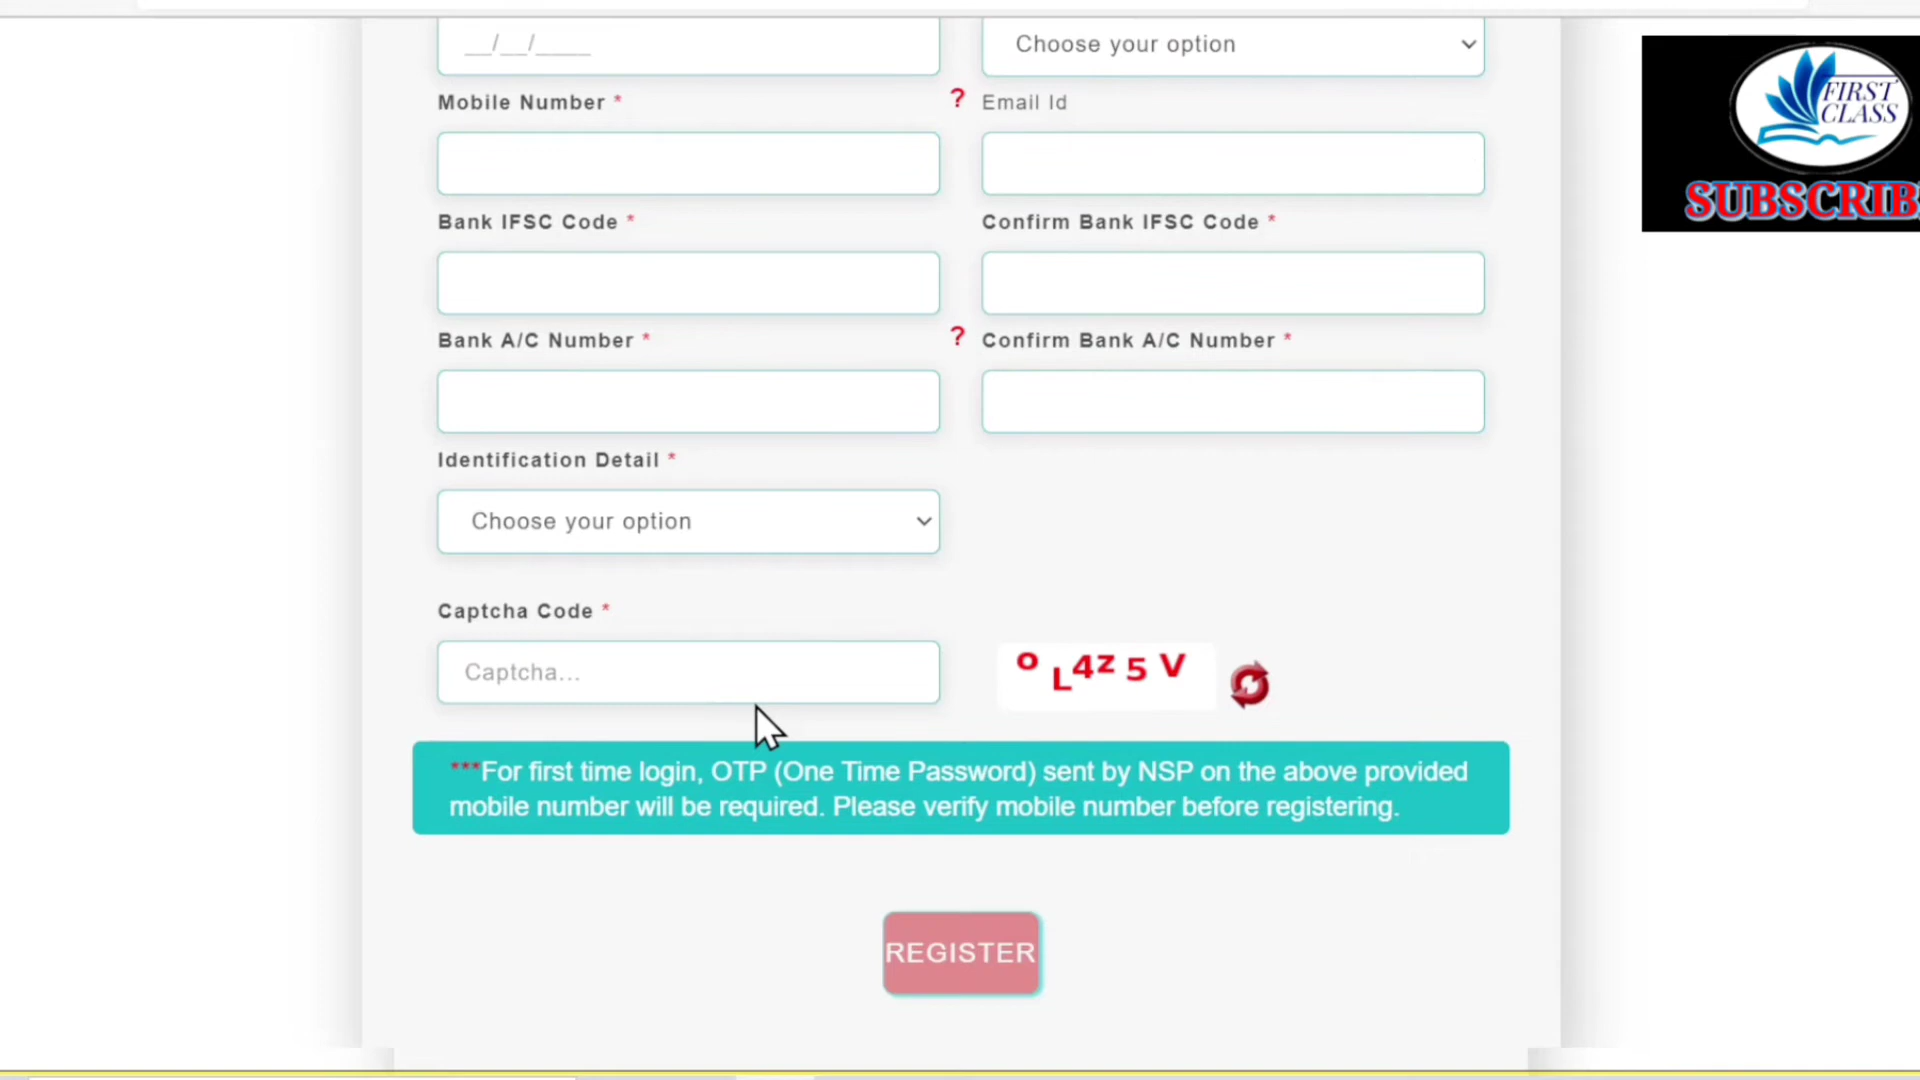 __/__/____
Choose your option
Mobile Number *
? Email Id
Bank IFSC Code *
Confirm Bank IFSC Code *
Bank A/C Number *
? Confirm Bank A/C Number *
Identification Detail *
Choose your option
Captcha Code *
Captcha...
o L4z 5 V
***For first time login, OTP (One Time Password) sent by NSP on the above provided
mobile number will be required. Please verify mobile number before registering.
REGISTER
FIRST
CLASS
SUBSCRIB